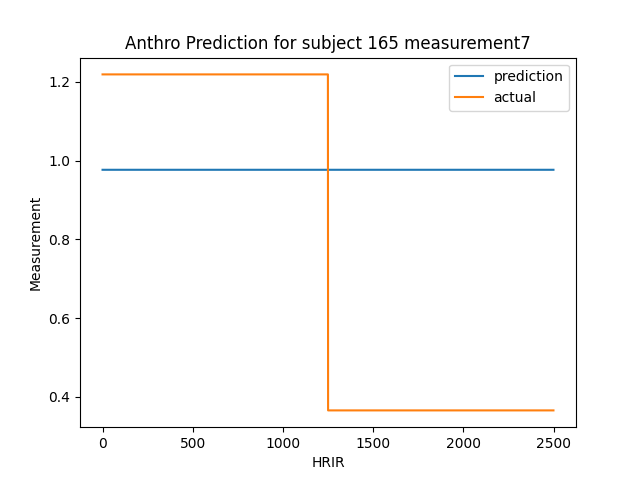 Anthro Prediction for subject 165 measurement7
prediction
actual
1.2
1.0
0.8
0.6
0.4
Measurement
0
500
1000
1500
2000
2500
HRIR